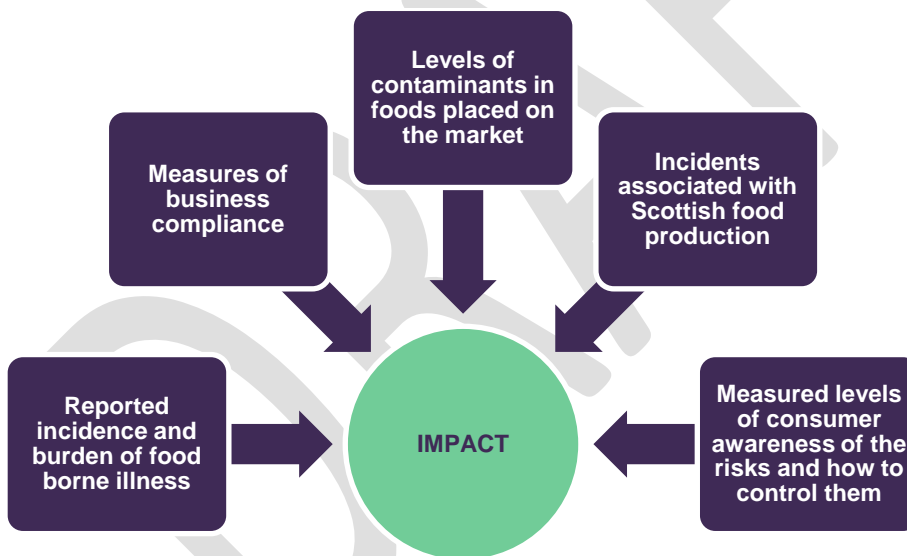 Levels of
contaminants in
foods placed on
the market
Measures of
business
compliance
Incidents
associated with
Scottish food
production
Reported
incidence and
burden of food
borne illness
IMPACT
Measured levels
of consumer
awareness of the
risks and how to
control them